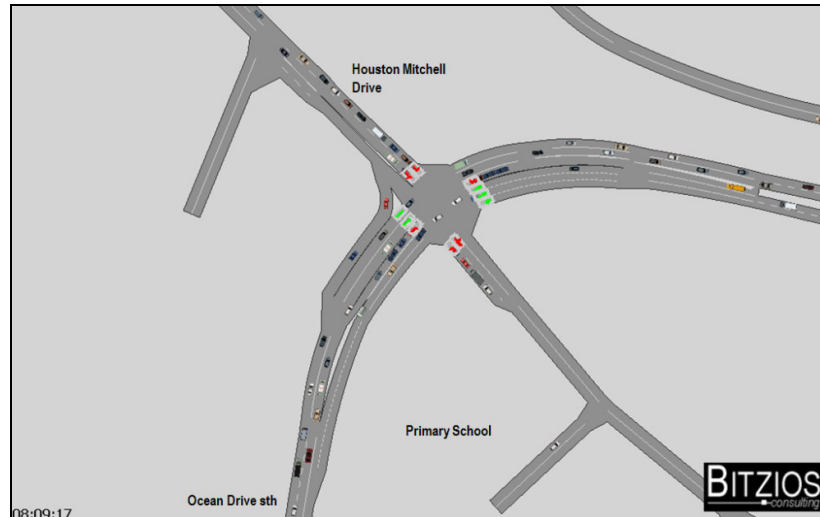 Houston Mitchell
Drive
Primary School
Ocean Drive sth
08:09:17
BITZIOS
consulting